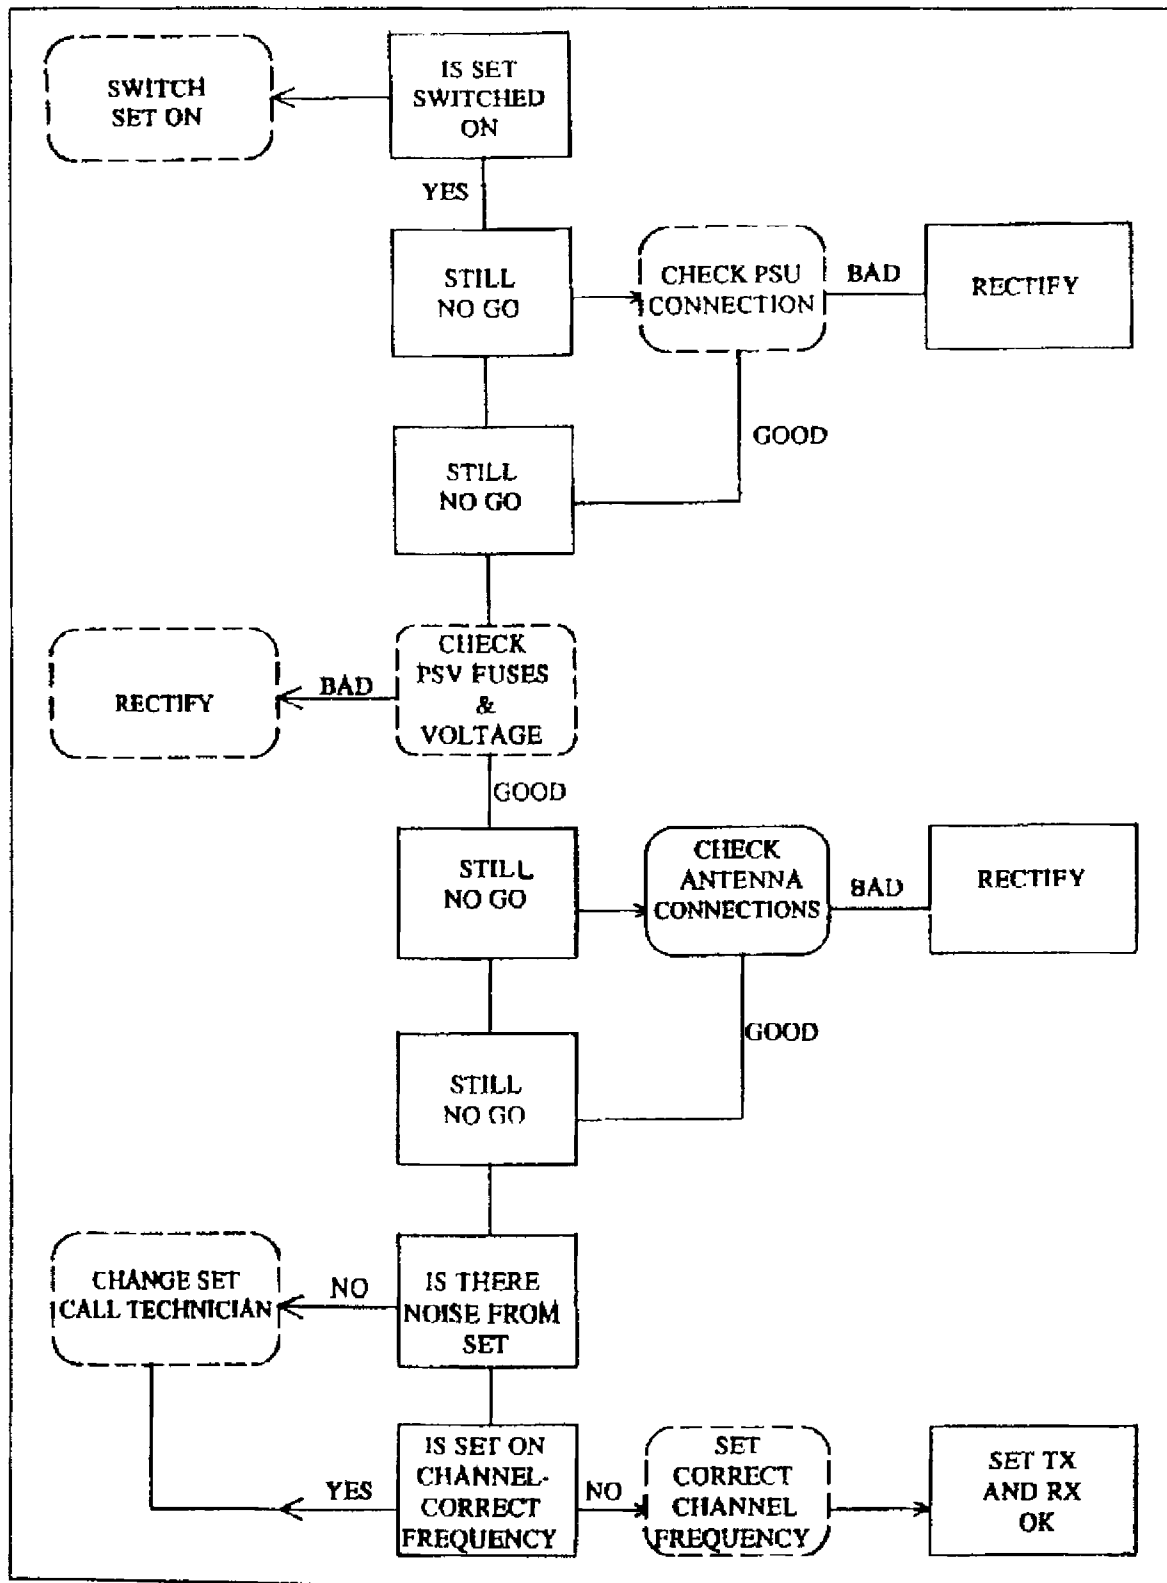 SWITCH
SET ON
IS SET
SWITCHED
ON
YES
STILL
NO GO
CHECK PSU
CONNECTION
BAD
RECTIFY
GOOD
STILL
NO GO
CHECK
PSV FUSES
&
VOLTAGE
BAD
RECTIFY
GOOD
STILL
NO GO
CHECK
ANTENNA
CONNECTIONS
BAD
RECTIFY
GOOD
STILL
NO GO
CHANGE SET
CALL TECHNICIAN
NO
IS THERE
NOISE FROM
SET
YES
IS SET ON
CHANNEL-
CORRECT
FREQUENCY
NO
SET
CORRECT
CHANNEL
FREQUENCY
SET TX
AND RX
OK